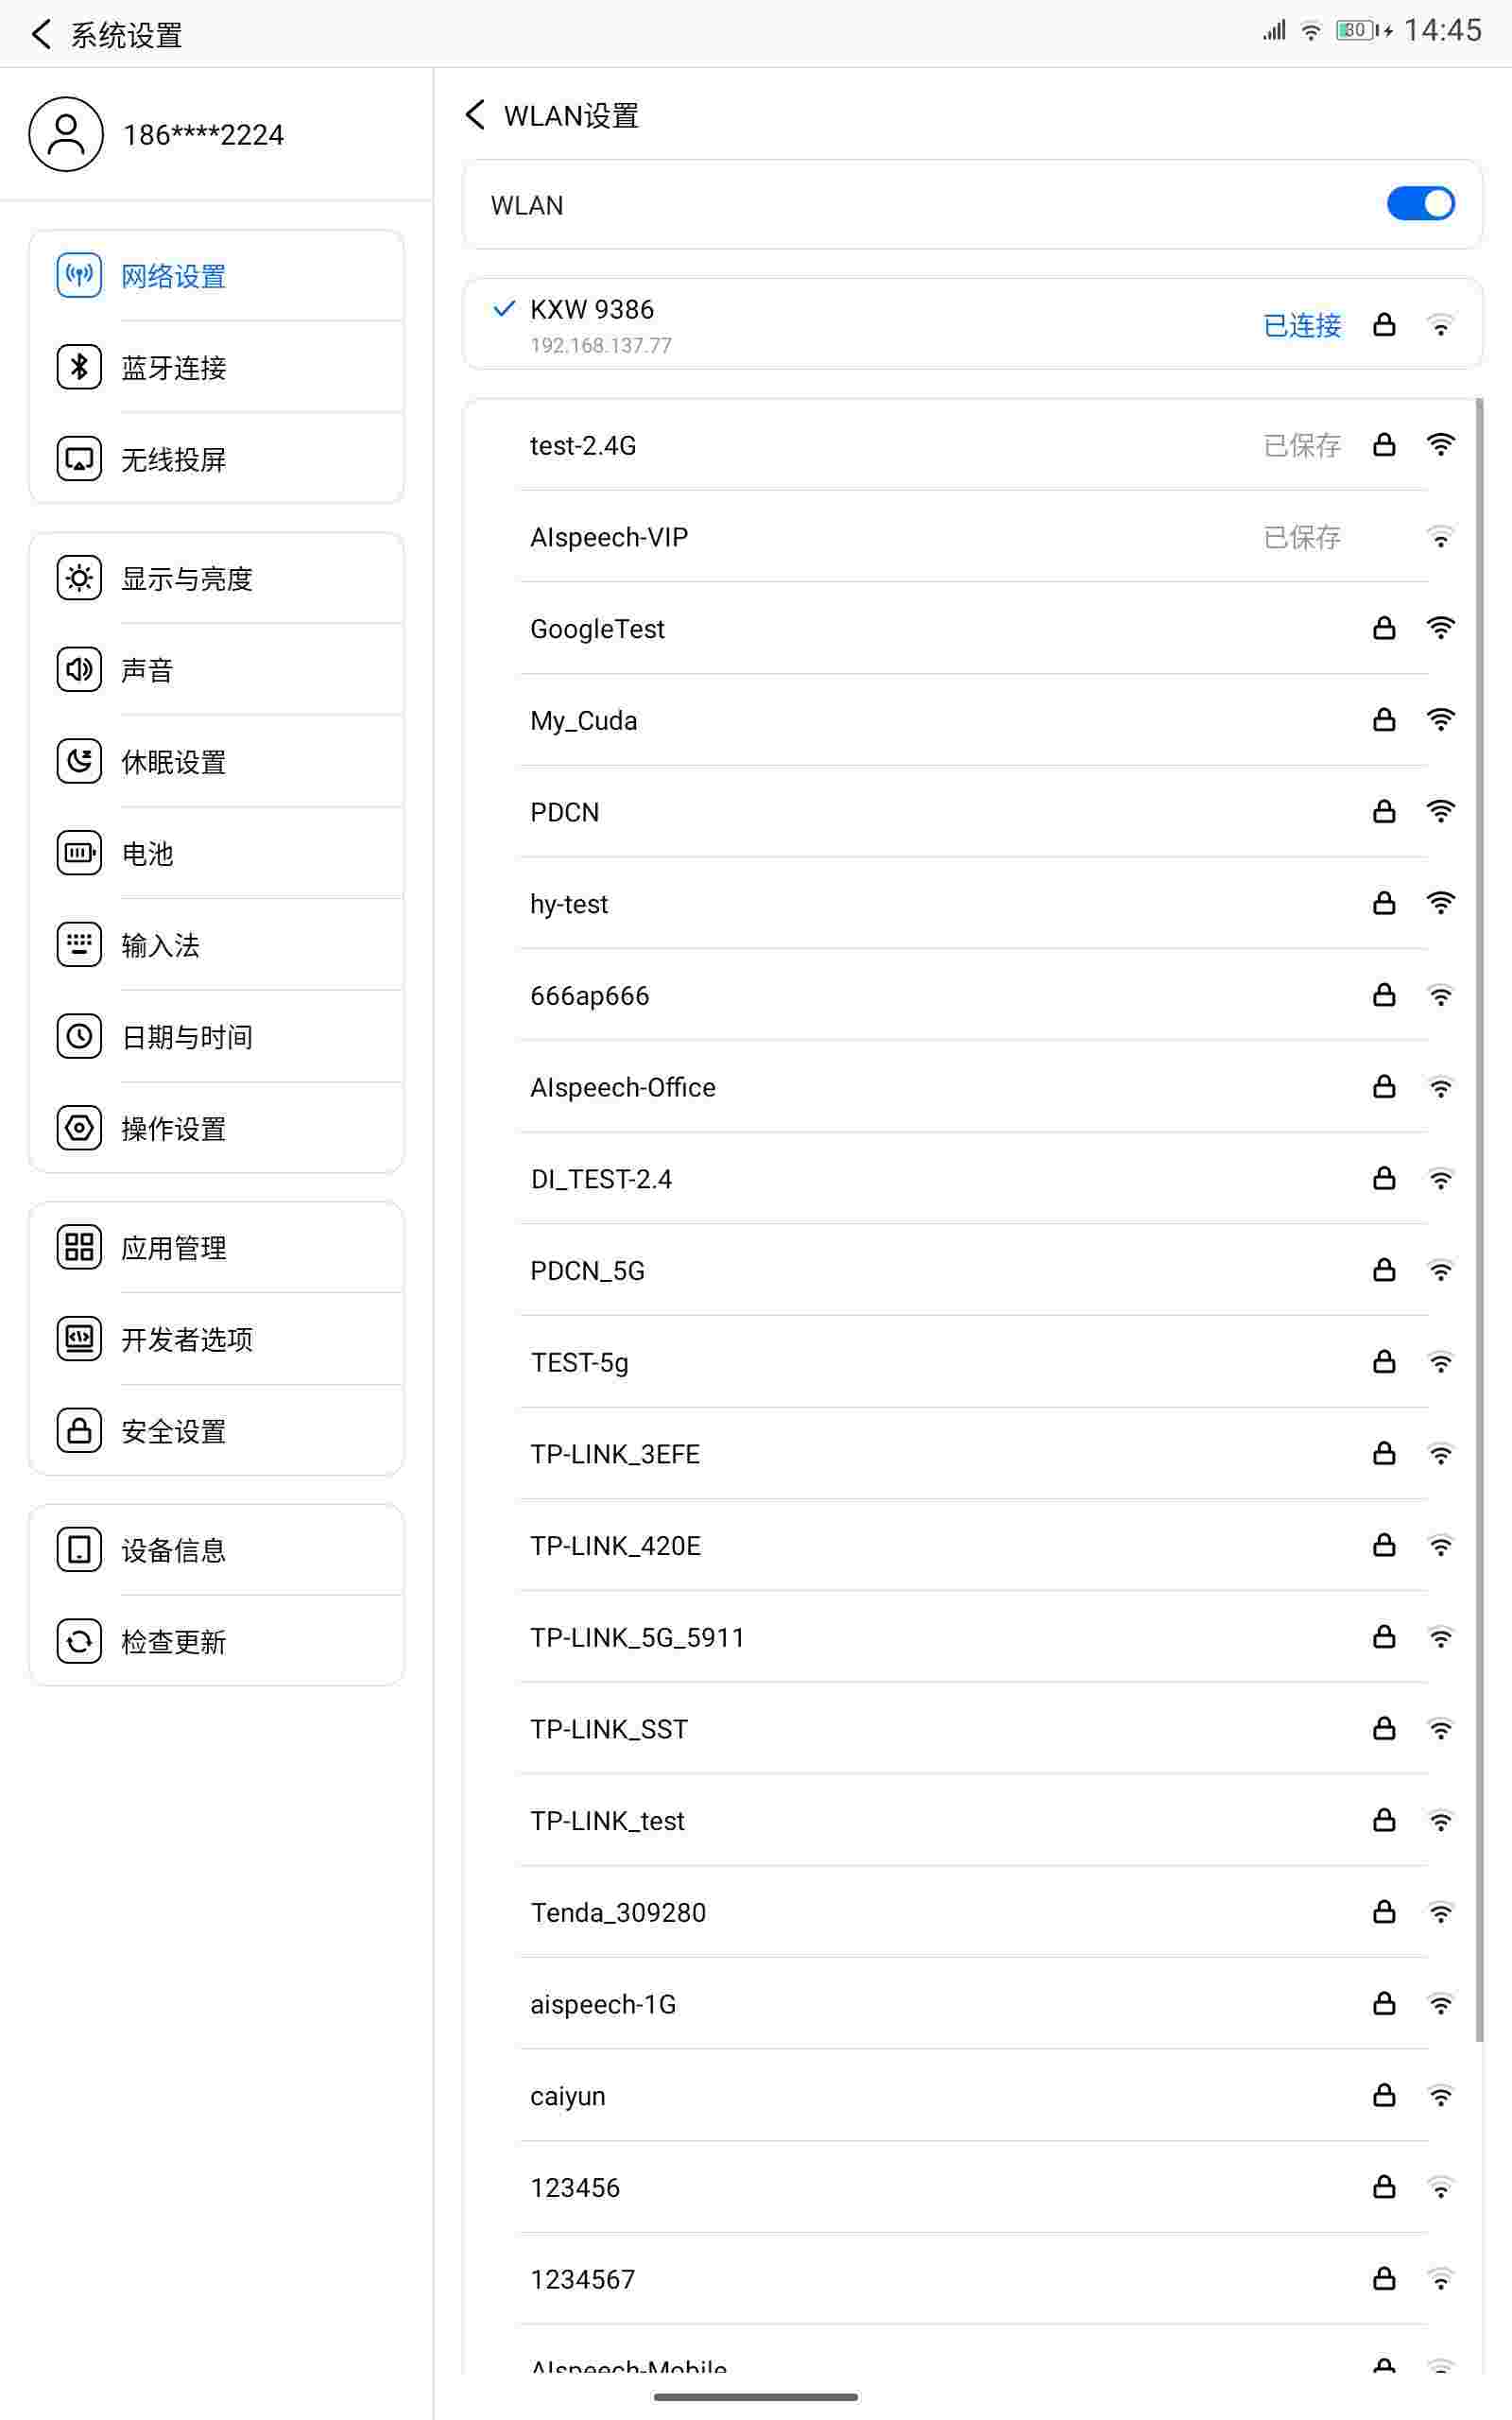 系统设置
30
14:45
186****2224
网络设置
蓝牙连接
无线投屏
显示与亮度
声音
休眠设置
电池
输入法
日期与时间
操作设置
应用管理
开发者选项
安全设置
设备信息
检查更新
WLAN设置
WLAN
KXW 9386
192.168.137.77
已连接
test-2.4G 已保存
AIspeech-VIP 已保存
GoogleTest
My_Cuda
PDCN
hy-test
666ap666
AIspeech-Office
DI_TEST-2.4
PDCN_5G
TEST-5g
TP-LINK_3EFE
TP-LINK_420E
TP-LINK_5G_5911
TP-LINK_SST
TP-LINK_test
Tenda_309280
aispeech-1G
caiyun
123456
1234567
AIspeech-Mobile